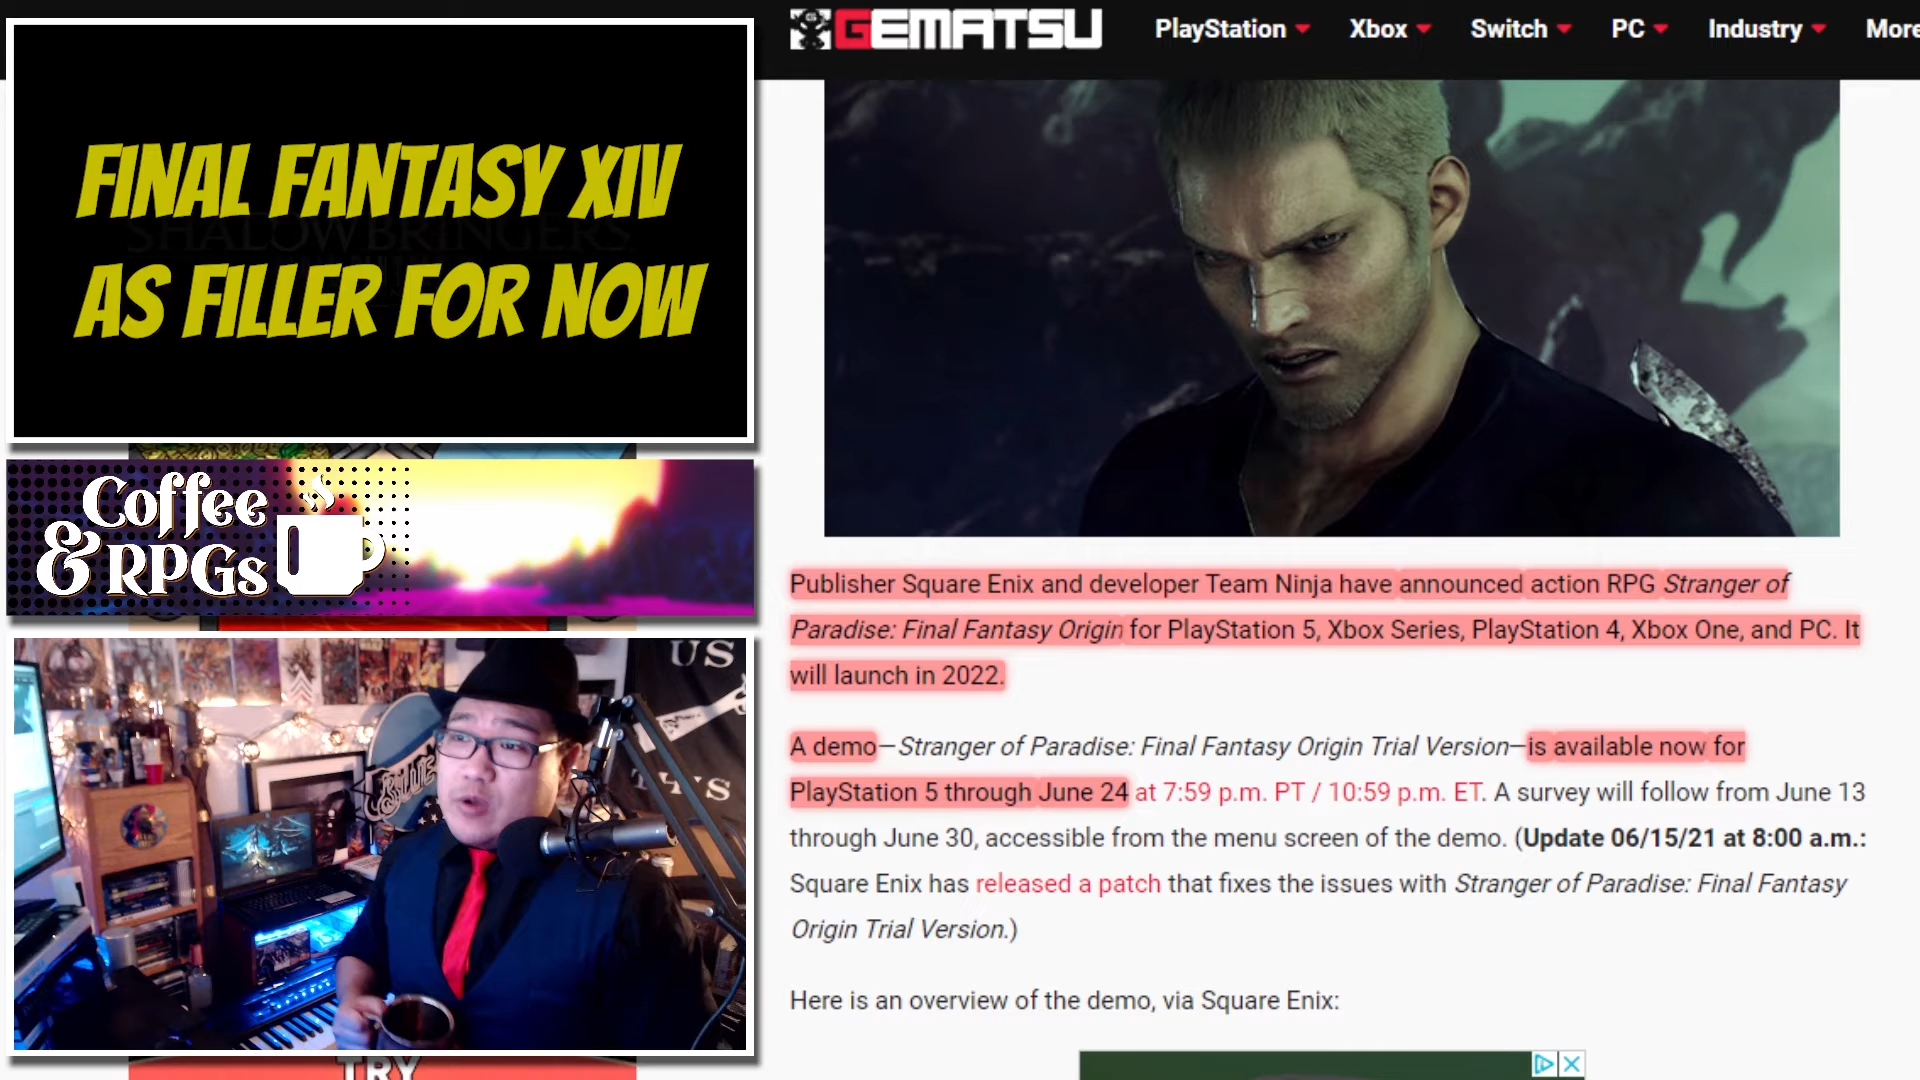 GEMATSU
PlayStation Xbox Switch PC Industry More
FINAL FANTASY XIV
SHADOWBRINGERS
AS FILLER FOR NOW
Coffee
& RPGs
US
BLUE
TRY
Publisher Square Enix and developer Team Ninja have announced action RPG Stranger of
Paradise: Final Fantasy Origin for PlayStation 5, Xbox Series, PlayStation 4, Xbox One, and PC. It
will launch in 2022.
A demo—Stranger of Paradise: Final Fantasy Origin Trial Version—is available now for
PlayStation 5 through June 24 at 7:59 p.m. PT / 10:59 p.m. ET. A survey will follow from June 13
through June 30, accessible from the menu screen of the demo. (Update 06/15/21 at 8:00 a.m.:
Square Enix has released a patch that fixes the issues with Stranger of Paradise: Final Fantasy
Origin Trial Version.)
Here is an overview of the demo, via Square Enix: